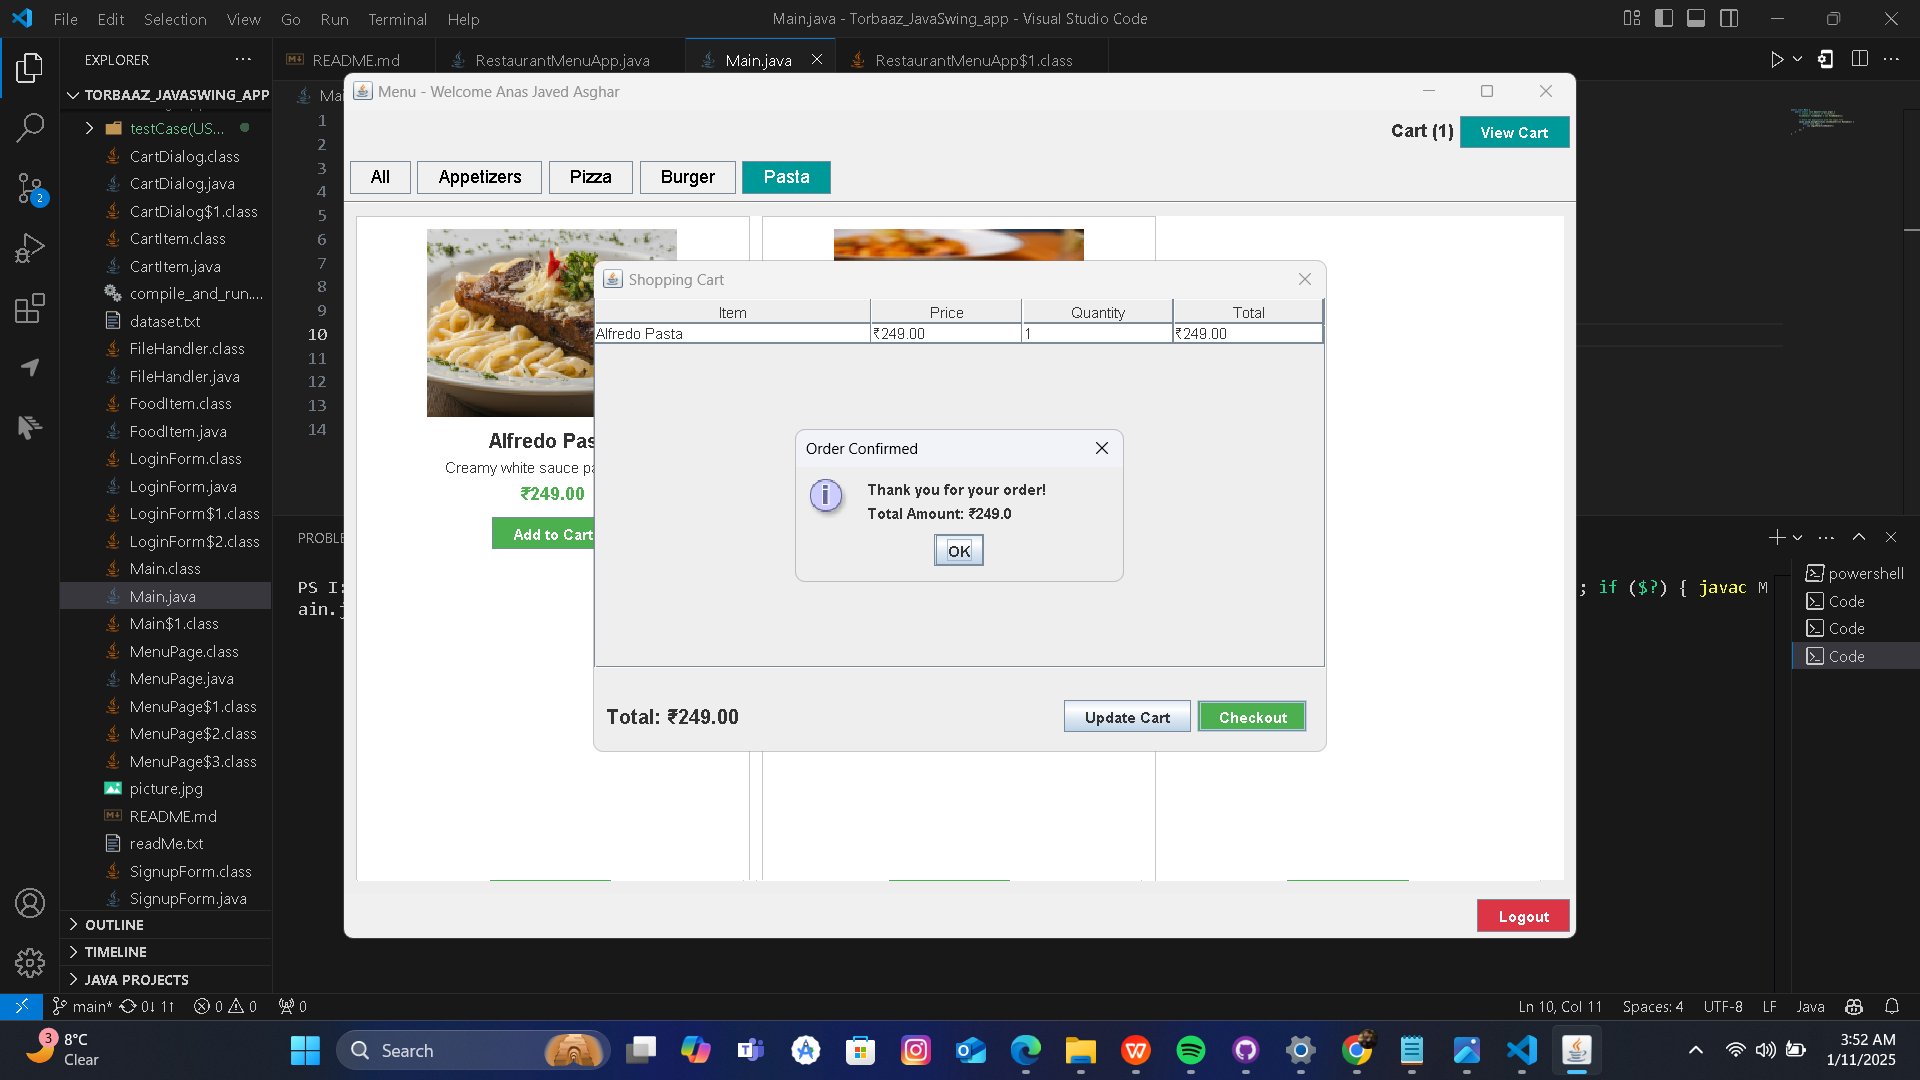 File Edit Selection View Go Run Terminal Help
Main.java - Torbaaz_JavaSwing_app - Visual Studio Code
EXPLORER
README.md
RestaurantMenuApp.java
Main.java
RestaurantMenuApp$1.class
TORBAAZ_JAVASWING_APP
testCase(US...
CartDialog.class
CartDialog.java
CartDialog$1.class
CartItem.class
CartItem.java
compile_and_run....
dataset.txt
FileHandler.class
FileHandler.java
FoodItem.class
FoodItem.java
LoginForm.class
LoginForm.java
LoginForm$1.class
LoginForm$2.class
Main.class
Main.java
Main$1.class
MenuPage.class
MenuPage.java
MenuPage$1.class
MenuPage$2.class
MenuPage$3.class
picture.jpg
README.md
readMe.txt
SignupForm.class
SignupForm.java
OUTLINE
TIMELINE
JAVA PROJECTS
1
2
3
4
5
6
7
8
9
10
11
12
13
14
Menu - Welcome Anas Javed Asghar
Cart (1) View Cart
All Appetizers Pizza Burger Pasta
Alfredo Pas
Creamy white sauce pa
₹249.00
Add to Cart
Shopping Cart
Item Price Quantity Total
Alfredo Pasta ₹249.00 1 ₹249.00
Order Confirmed
Thank you for your order!
Total Amount: ₹249.0
OK
Total: ₹249.00
Update Cart Checkout
Logout
PROBLE
PS I:
; if ($?) { javac M
ain.j
powershell
Code
Code
Code
main* 0↓ 1↑ 0 0 0
Ln 10, Col 11 Spaces: 4 UTF-8 LF Java
3
8°C
Clear
Search
3:52 AM
1/11/2025
2